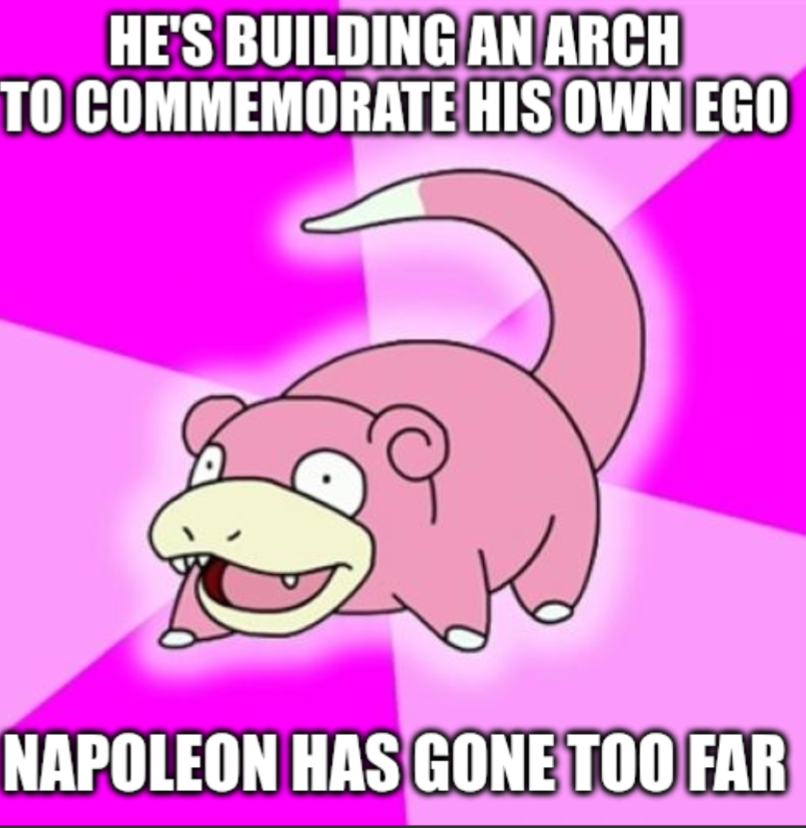 HE'S BUILDING AN ARCH
TO COMMEMORATE HIS OWN EGO
NAPOLEON HAS GONE TOO FAR